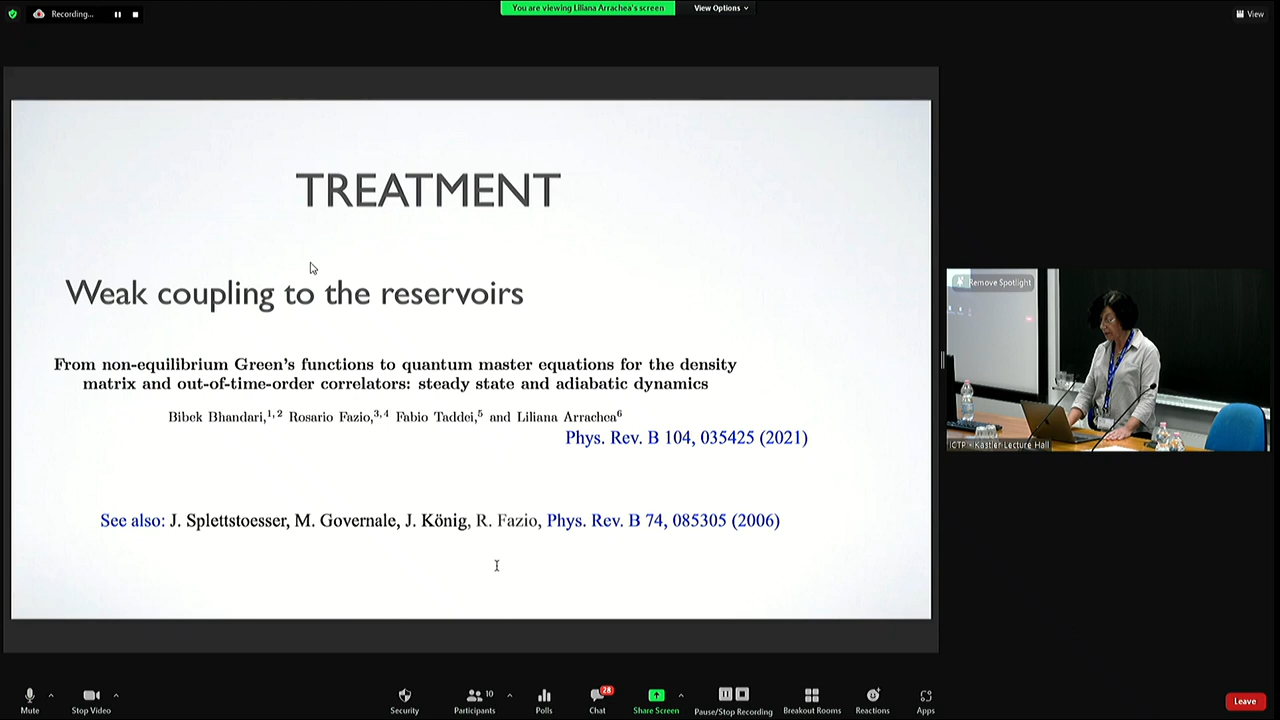 Recording...
You are viewing Liliana Arrachea's screen
View Options
View
TREATMENT
Weak coupling to the reservoirs
From non-equilibrium Green's functions to quantum master equations for the density
matrix and out-of-time-order correlators: steady state and adiabatic dynamics
Bibek Bhandari,1,2 Rosario Fazio,3,4 Fabio Taddei,5 and Liliana Arrachea6
Phys. Rev. B 104, 035425 (2021)
See also: J. Splettstoesser, M. Governale, J. König, R. Fazio, Phys. Rev. B 74, 085305 (2006)
Remove Spotlight
ICTP - Kastler Lecture Hall
Mute
Stop Video
Security
Participants
10
Polls
Chat
28
Share Screen
Pause/Stop Recording
Breakout Rooms
Reactions
Apps
Leave